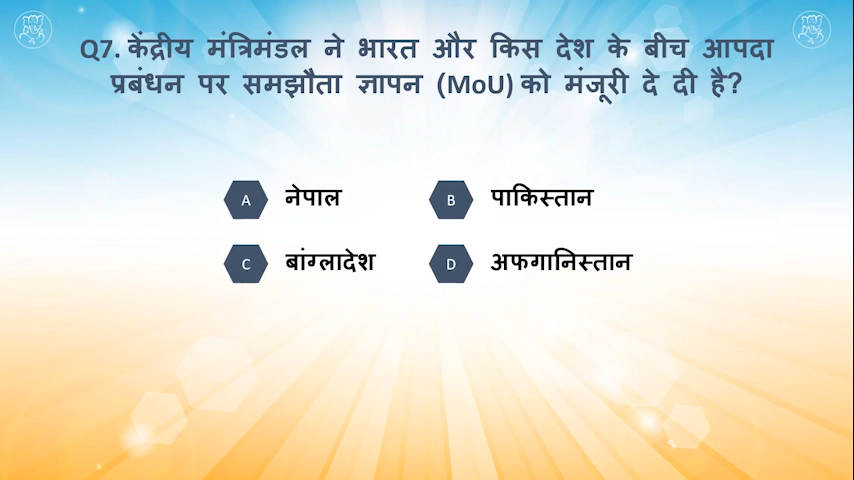 Q7. केंद्रीय मंत्रिमंडल ने भारत और किस देश के बीच आपदा
प्रबंधन पर समझौता ज्ञापन (MoU) को मंजूरी दे दी है?
A नेपाल B पाकिस्तान
C बांग्लादेश D अफगानिस्तान